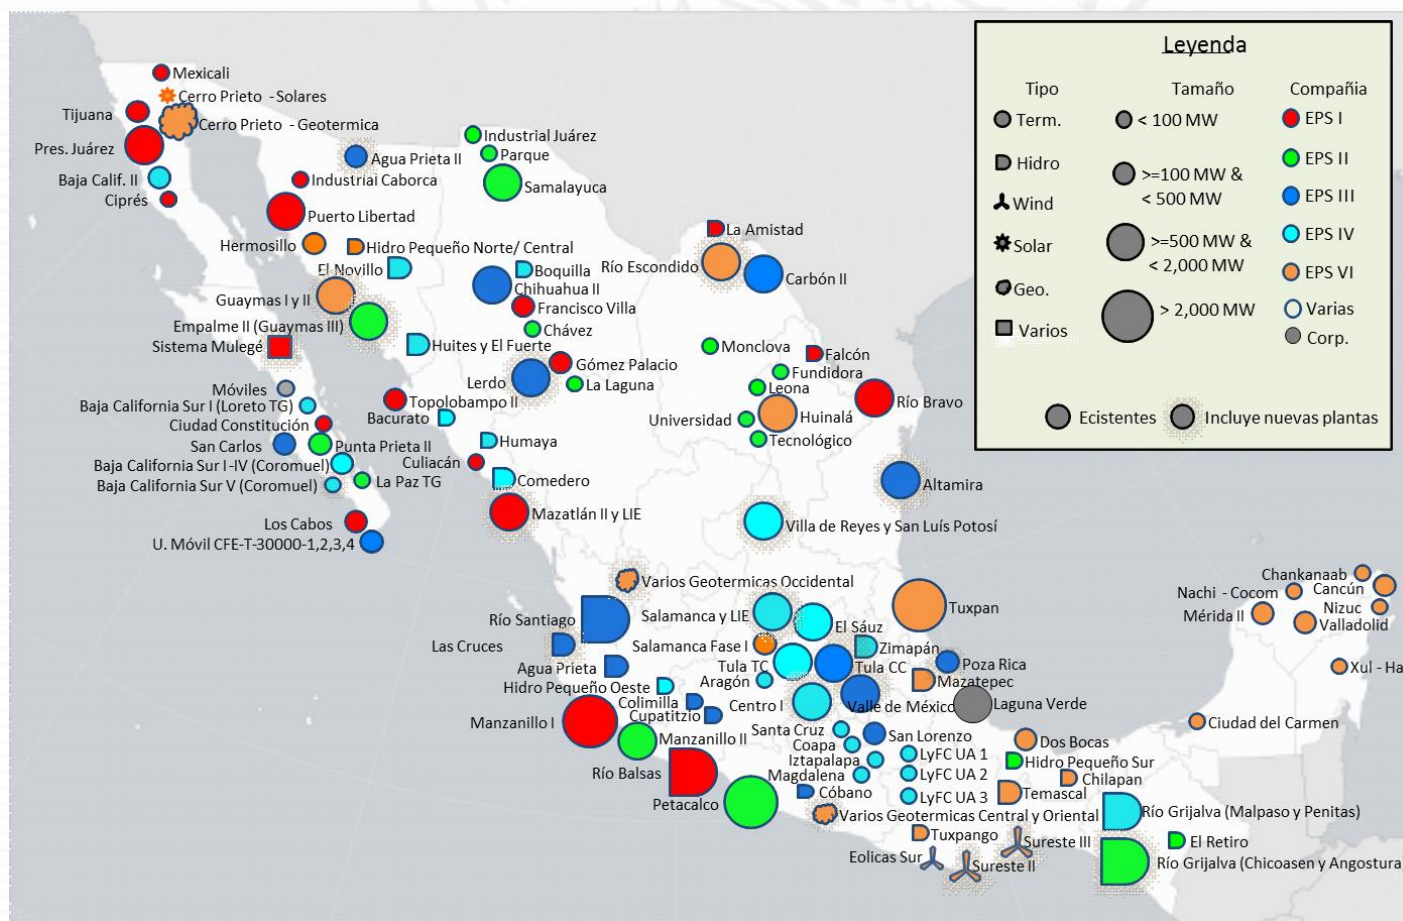 Leyenda
Tipo
Tamaño
Compañia
Term.
< 100 MW
EPS I
Hidro
>=100 MW &
< 500 MW
EPS II
Wind
EPS III
Solar
>=500 MW &
< 2,000 MW
EPS IV
Geo.
> 2,000 MW
EPS VI
Varios
Varias
Corp.
Ecistentes
Incluye nuevas plantas
Mexicali
Cerro Prieto - Solares
Tijuana
Cerro Prieto - Geotermica
Pres. Juárez
Baja Calif. II
Ciprés
Agua Prieta II
Industrial Juárez
Parque
Samalayuca
Industrial Caborca
Puerto Libertad
Hermosillo
Hidro Pequeño Norte/ Central
El Novillo
Boquilla
Chihuahua II
Francisco Villa
Chávez
La Amistad
Río Escondido
Carbón II
Guaymas I y II
Empalme II (Guaymas III)
Sistema Mulegé
Huites y El Fuerte
Gómez Palacio
Lerdo
La Laguna
Monclova
Falcón
Fundidora
Leona
Río Bravo
Universidad
Huinalá
Tecnológico
Móviles
Baja California Sur I (Loreto TG)
Ciudad Constitución
San Carlos
Punta Prieta II
Baja California Sur I-IV (Coromuel)
Baja California Sur V (Coromuel)
La Paz TG
Los Cabos
U. Móvil CFE-T-30000-1,2,3,4
Topolobampo II
Bacurato
Humaya
Culiacán
Comedero
Mazatlán II y LIE
Altamira
Villa de Reyes y San Luís Potosí
Varios Geotermicas Occidental
Río Santiago
Salamanca y LIE
El Sáuz
Tuxpan
Las Cruces
Salamanca Fase I
Zimapán
Agua Prieta
Tula TC
Tula CC
Poza Rica
Hidro Pequeño Oeste
Aragón
Mazatepec
Colimilla
Centro I
Valle de México
Laguna Verde
Manzanillo I
Cupatitzio
Santa Cruz
San Lorenzo
Manzanillo II
Coapa
Dos Bocas
Río Balsas
Iztapalapa
LyFC UA 1
Hidro Pequeño Sur
Magdalena
LyFC UA 2
Chilapan
Petacalco
Cóbano
LyFC UA 3
Temascal
Varios Geotermicas Central y Oriental
Río Grijalva (Malpaso y Penitas)
Tuxpango
Eolicas Sur
Sureste III
Sureste II
El Retiro
Río Grijalva (Chicoasen y Angostura
Chankanaab
Nachi - Cocom
Cancún
Mérida II
Nizuc
Valladolid
Xul - Ha
Ciudad del Carmen